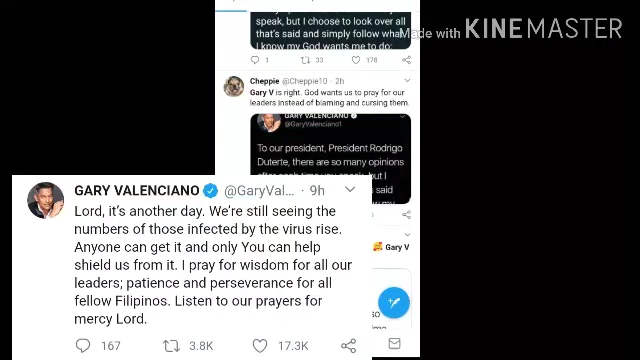 speak, but I choose to look over all
that's said and simply follow what
I know my God wants me to do:
Made with KINEMASTER
1 33 178
Cheppie @Cheppie10 · 2h
Gary V is right. God wants us to pray for our
leaders instead of blaming and cursing them.
GARY VALENCIANO
@GaryValenciano1
To our president, President Rodrigo
Duterte, there are so many opinions
said
Gary V
GARY VALENCIANO @GaryVal... · 9h
Lord, it's another day. We're still seeing the
numbers of those infected by the virus rise.
Anyone can get it and only You can help
shield us from it. I pray for wisdom for all our
leaders; patience and perseverance for all
fellow Filipinos. Listen to our prayers for
mercy Lord.
167 3.8K 17.3K